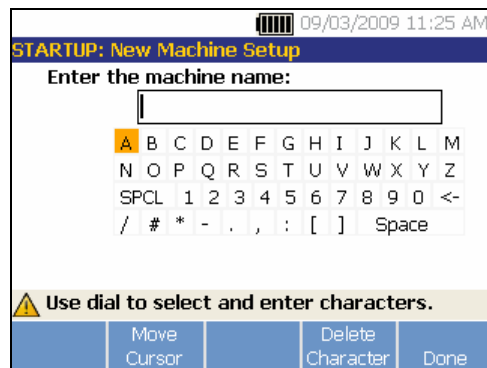 09/03/2009 11:25 AM
STARTUP: New Machine Setup
Enter the machine name:
A B C D E F G H I J K L M
N O P Q R S T U V W X Y Z
SPCL 1 2 3 4 5 6 7 8 9 0 <-
/ # * - . , : [ ] Space
Use dial to select and enter characters.
Move Cursor
Delete Character
Done